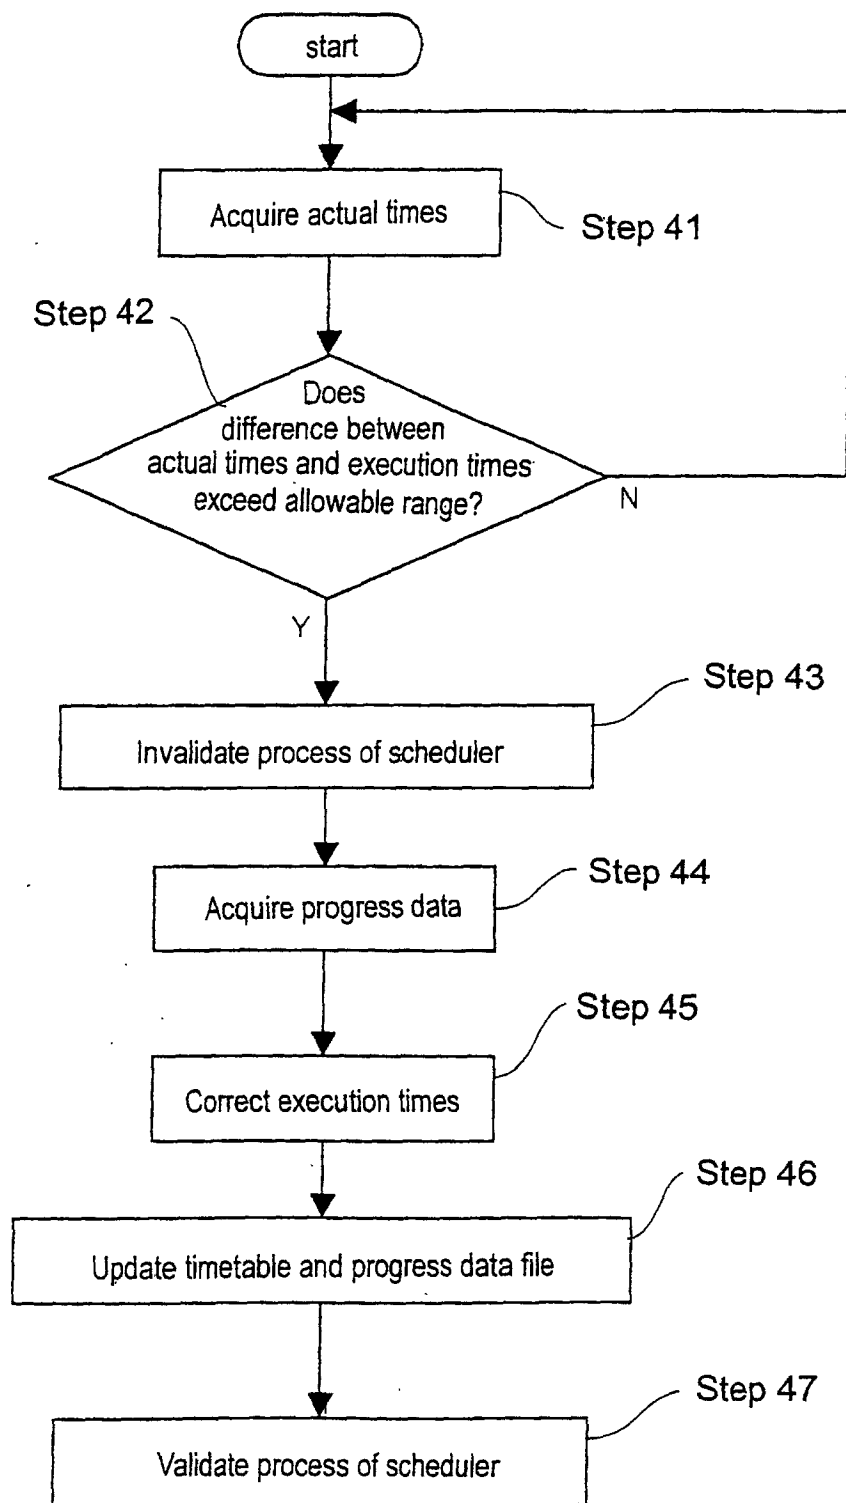 start
Acquire actual times
Step 41
Step 42
Does
difference between
actual times and execution times
exceed allowable range?
N
Y
Step 43
Invalidate process of scheduler
Step 44
Acquire progress data
Step 45
Correct execution times
Step 46
Update timetable and progress data file
Step 47
Validate process of scheduler